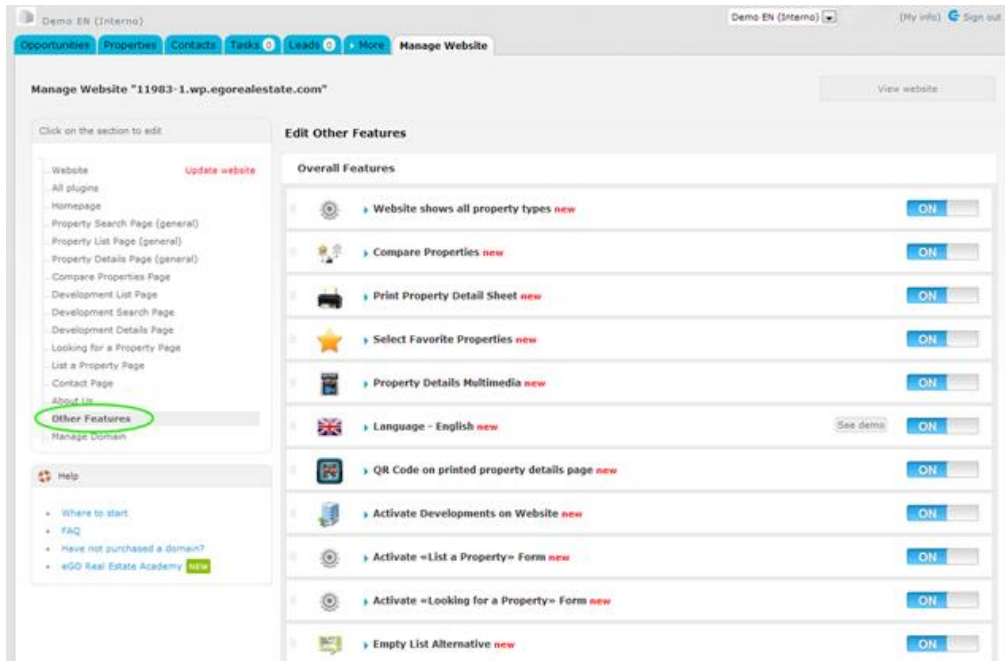 Demo EN (Interno)
Demo EN (Interno)
(My info) Sign out
Opportunities Properties Contacts Tasks 0 Leads 0 More Manage Website
Manage Website "11983-1.wp.egorealestate.com"
View website
Click on the section to edit
Website Update website
All plugins
Homepage
Property Search Page (general)
Property List Page (general)
Property Details Page (general)
Compare Properties Page
Development List Page
Development Search Page
Development Details Page
Looking for a Property Page
List a Property Page
Contact Page
About Us
Other Features
Manage Domain
Help
Where to start
FAQ
Have not purchased a domain?
eGO Real Estate Academy NEW
Edit Other Features
Overall Features
Website shows all property types new ON
Compare Properties new ON
Print Property Detail Sheet new ON
Select Favorite Properties new ON
Property Details Multimedia new ON
Language - English new See demo ON
QR Code on printed property details page new ON
Activate Developments on Website new ON
Activate «List a Property» Form new ON
Activate «Looking for a Property» Form new ON
Empty List Alternative new ON